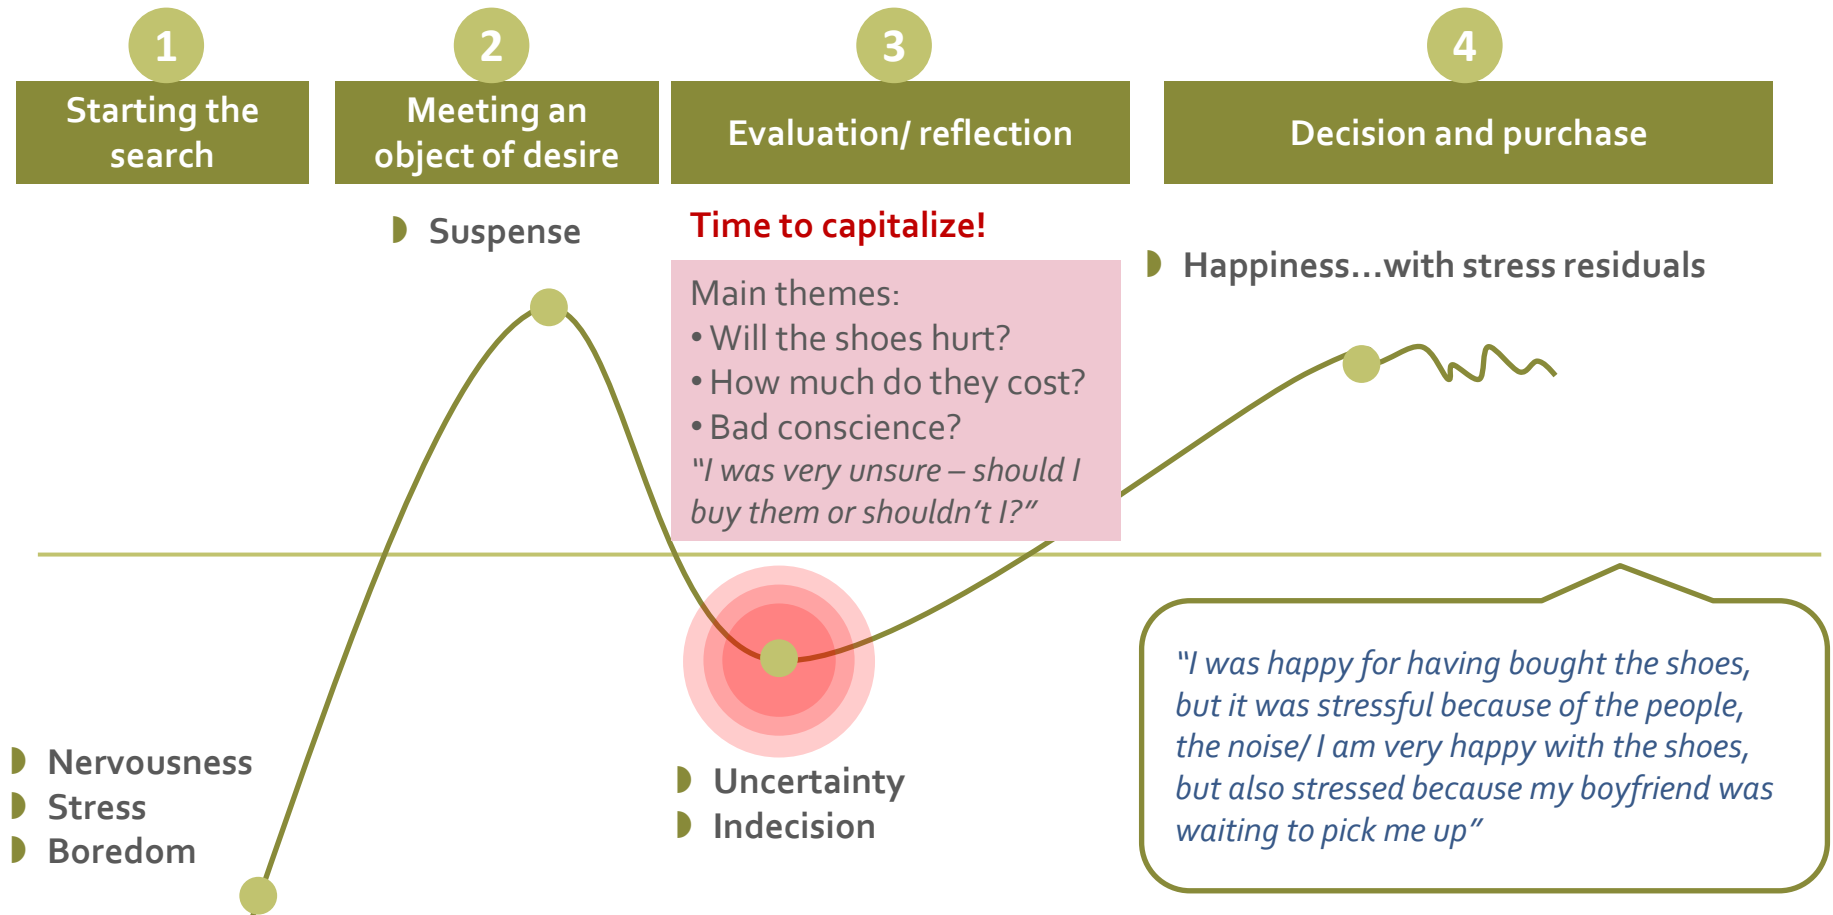 1
Starting the
search
2
Meeting an
object of desire
3
Evaluation/ reflection
4
Decision and purchase
Suspense
Time to capitalize!
Main themes:
• Will the shoes hurt?
• How much do they cost?
• Bad conscience?
"I was very unsure – should I
buy them or shouldn't I?"
Happiness...with stress residuals
Nervousness
Stress
Boredom
Uncertainty
Indecision
"I was happy for having bought the shoes,
but it was stressful because of the people,
the noise/ I am very happy with the shoes,
but also stressed because my boyfriend was
waiting to pick me up"